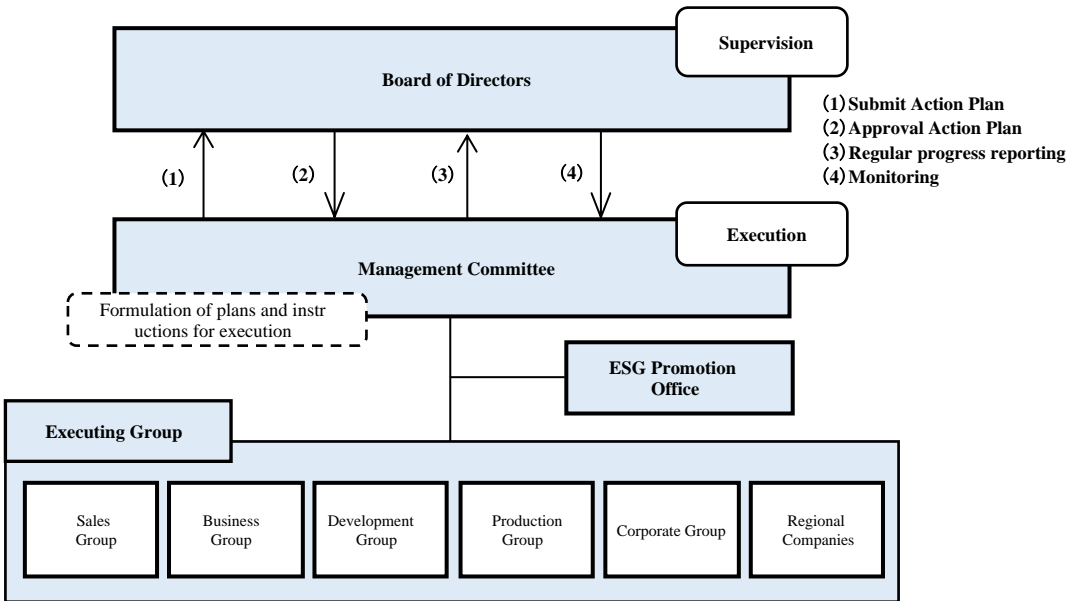 Supervision
Board of Directors
(1)Submit Action Plan
(2)Approval Action Plan
(3)Regular progress reporting
(4)Monitoring
(1)
(2)
(3)
(4)
Execution
Management Committee
Formulation of plans and instr
uctions for execution
ESG Promotion
Office
Executing Group
Sales
Group
Business
Group
Development
Group
Production
Group
Corporate Group
Regional
Companies